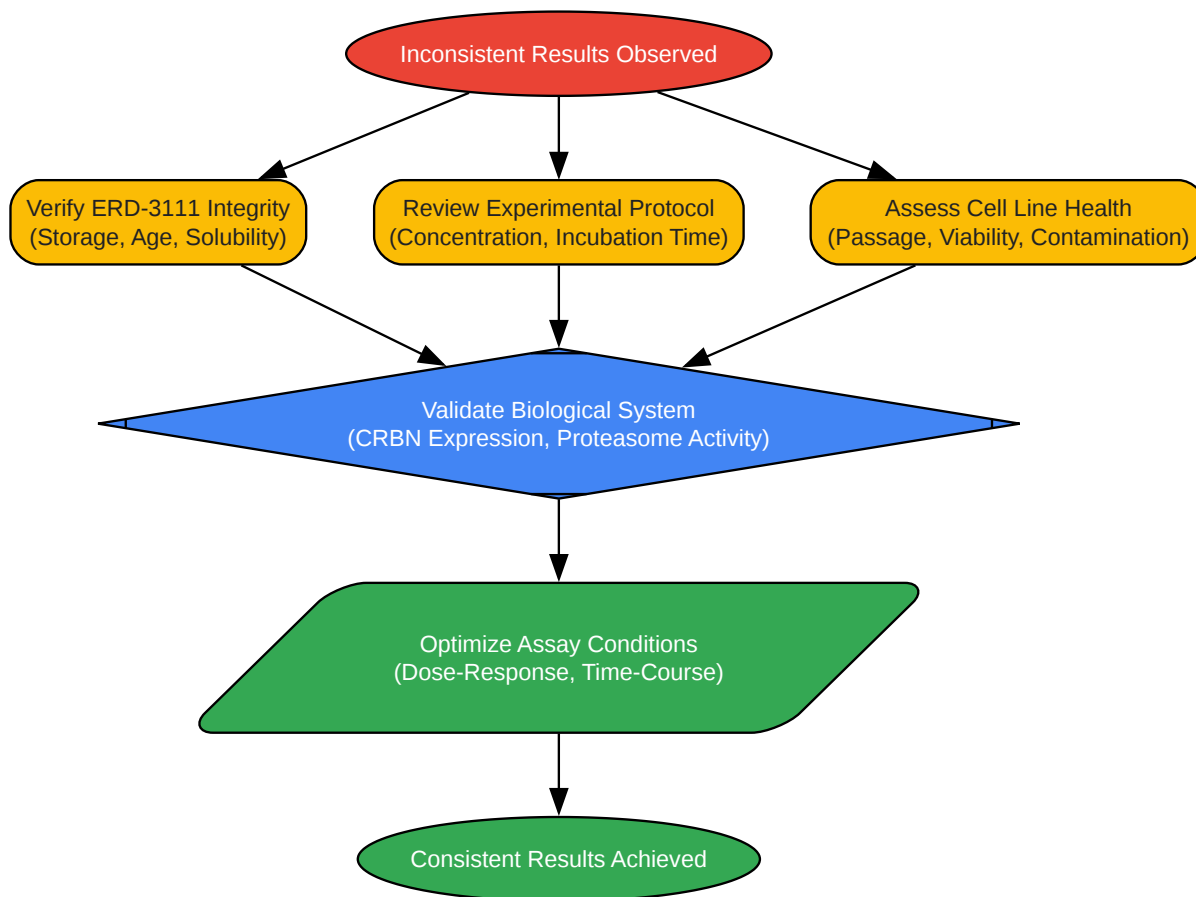 Inconsistent Results Observed
Verify ERD-3111 Integrity
(Storage, Age, Solubility)
Review Experimental Protocol
(Concentration, Incubation Time)
Assess Cell Line Health
(Passage, Viability, Contamination)
Validate Biological System
(CRBN Expression, Proteasome Activity)
Optimize Assay Conditions
(Dose-Response, Time-Course)
Consistent Results Achieved